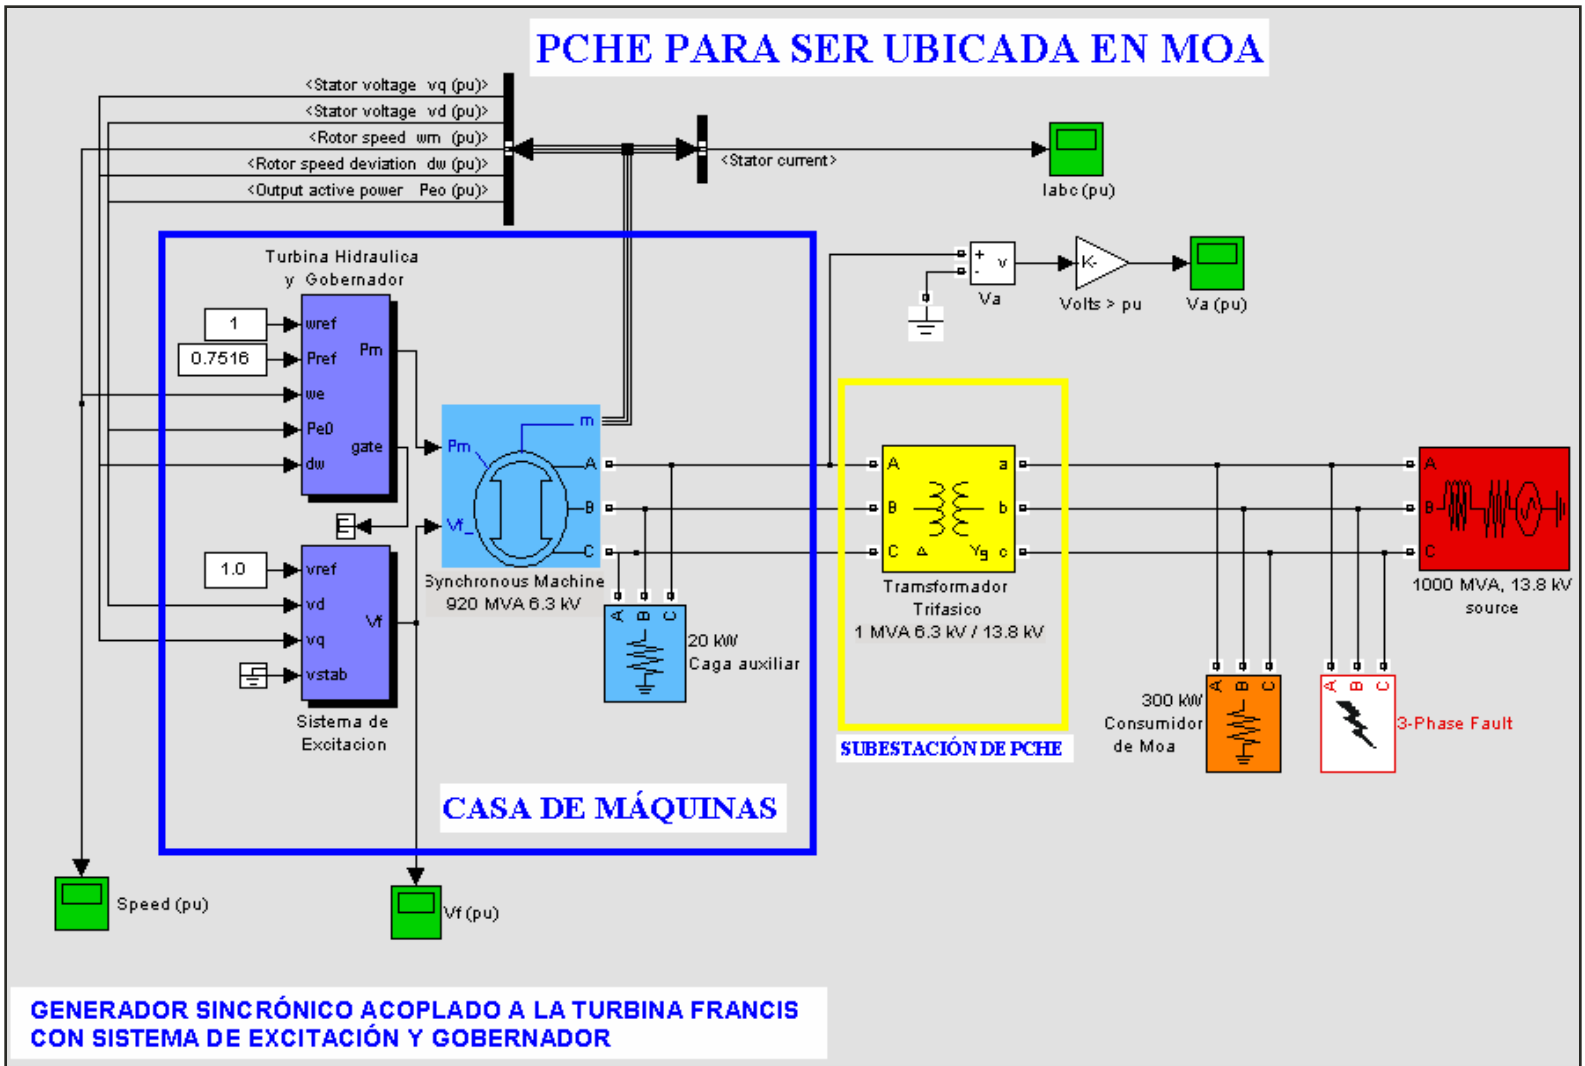 PCHE PARA SER UBICADA EN MOA
<Stator voltage vq (pu)>
<Stator voltage vd (pu)>
<Rotor speed wm (pu)>
<Rotor speed deviation dw (pu)>
<Output active power Peo (pu)>
<Stator current>
Iabc (pu)
+
-
v
Va
K-
Volts > pu
Va (pu)
Turbina Hidraulica
y Gobernador
1
0.7516
wref
Pref
we
Pe0
dw
Pm
gate
1.0
vref
vd
vq
vstab
Vf
Sistema de
Excitacion
Pm
Vf_
m
A
B
C
Synchronous Machine
920 MVA 6.3 kV
A B C
20 kW
Caga auxiliar
A
B
C
a
b
c
Δ
Yg
Tramsformador
Trifasico
1 MVA 6.3 kV / 13.8 kV
SUBESTACIÓN DE PCHE
A
B
C
1000 MVA, 13.8 kV
source
A B C
300 kW
Consumidor
de Moa
A B C
3-Phase Fault
CASA DE MÁQUINAS
Speed (pu)
Vf (pu)
GENERADOR SINCRÓNICO ACOPLADO A LA TURBINA FRANCIS
CON SISTEMA DE EXCITACIÓN Y GOBERNADOR